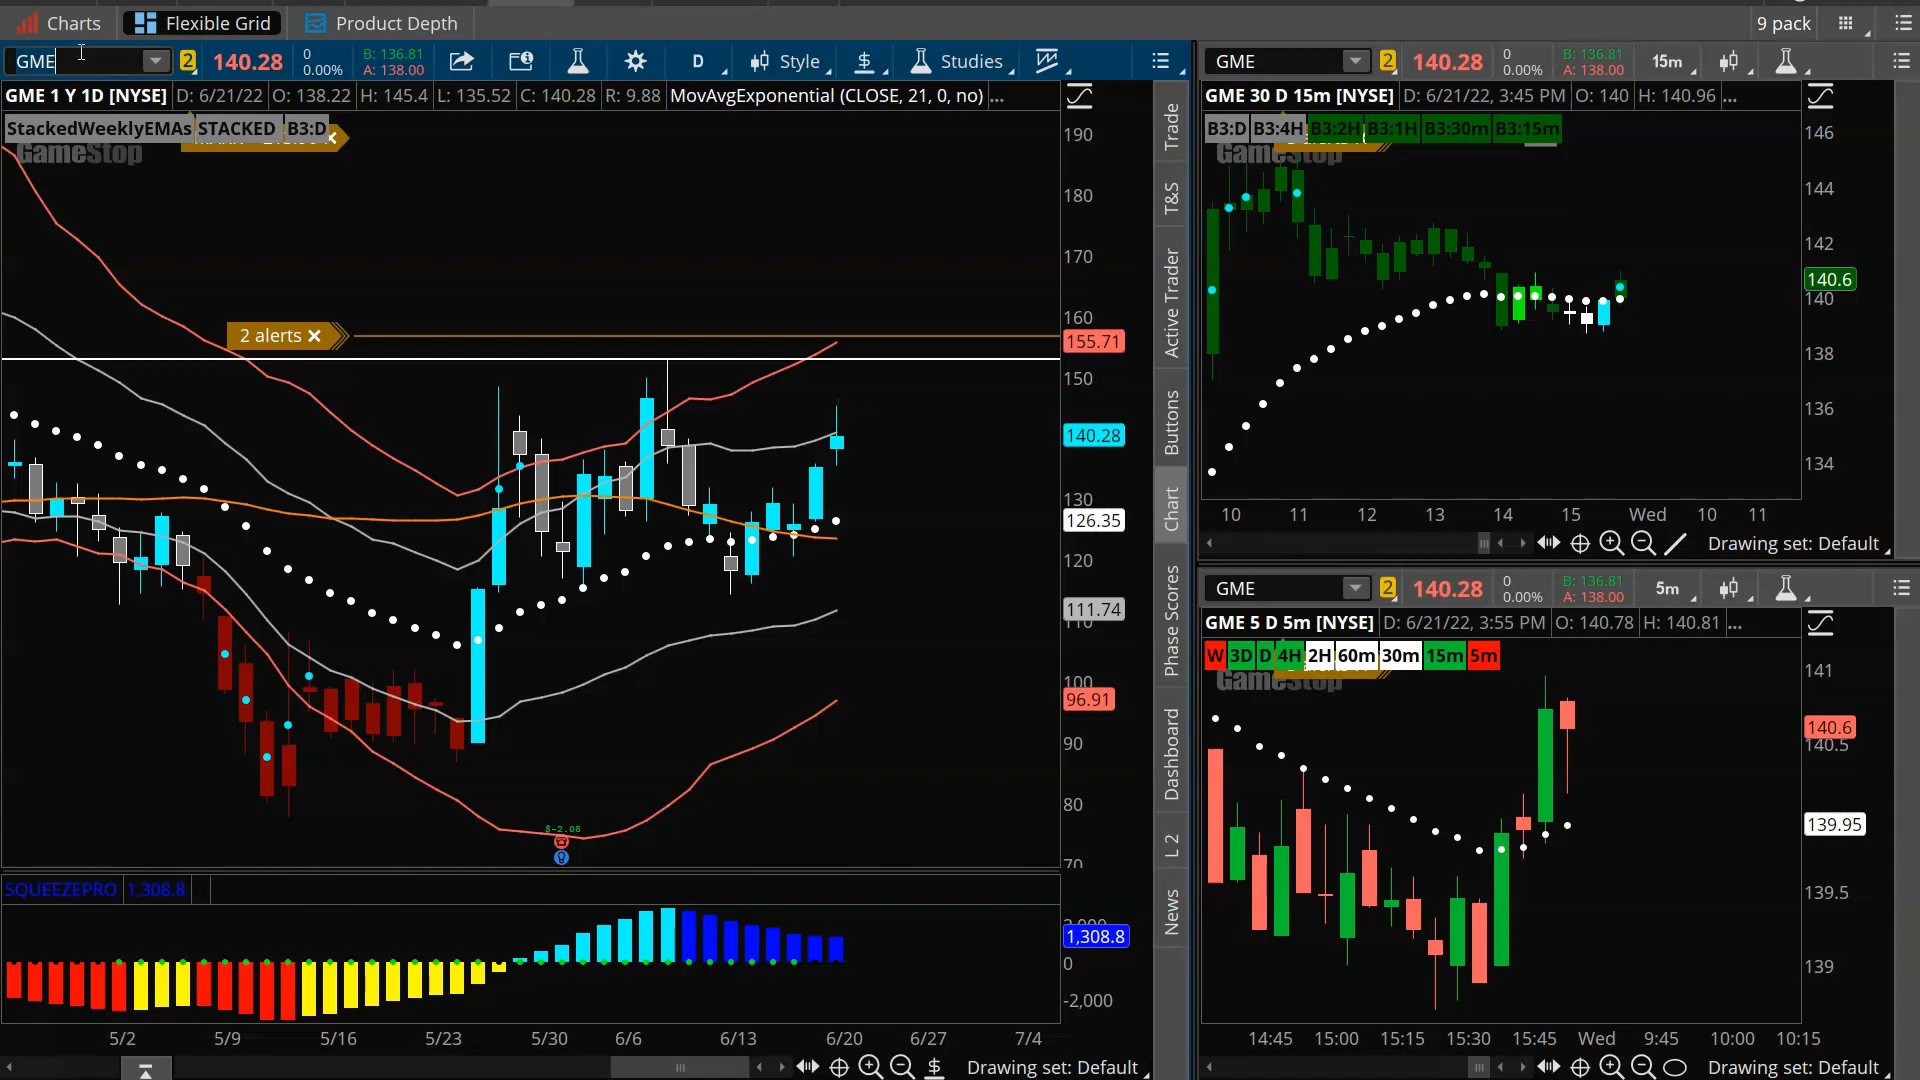 Charts Flexible Grid Product Depth 9 pack
GME 2 140.28 0 0.00% B: 136.81 A: 138.00 D Style $ Studies
GME 1 Y 1D [NYSE] D: 6/21/22 O: 138.22 H: 145.4 L: 135.52 C: 140.28 R: 9.88 MovAvgExponential (CLOSE, 21, 0, no) ...
StackedWeeklyEMAs STACKED B3:D
GameStop
2 alerts
190
180
170
160
155.71
150
140.28
130
126.35
120
111.74
110
100
96.91
90
80
70
$-2.08
SQUEEZEPRO 1,308.8
1,308.8
0
-2,000
5/2 5/9 5/16 5/23 5/30 6/6 6/13 6/20 6/27 7/4
$ Drawing set: Default
Trade
T&S
Active Trader
Buttons
Chart
Phase Scores
Dashboard
L 2
News
GME 2 140.28 0 0.00% B: 136.81 A: 138.00 15m
GME 30 D 15m [NYSE] D: 6/21/22, 3:45 PM O: 140 H: 140.96 ...
B3:D B3:4H B3:2H B3:1H B3:30m B3:15m
GameStop
146
144
142
140.6
140
138
136
134
10 11 12 13 14 15 Wed 10 11
Drawing set: Default
GME 2 140.28 0 0.00% B: 136.81 A: 138.00 5m
GME 5 D 5m [NYSE] D: 6/21/22, 3:55 PM O: 140.78 H: 140.81 ...
W 3D D 4H 2H 60m 30m 15m 5m
GameStop
141
140.6
140.5
139.95
139.5
139
14:45 15:00 15:15 15:30 15:45 Wed 9:45 10:00 10:15
Drawing set: Default